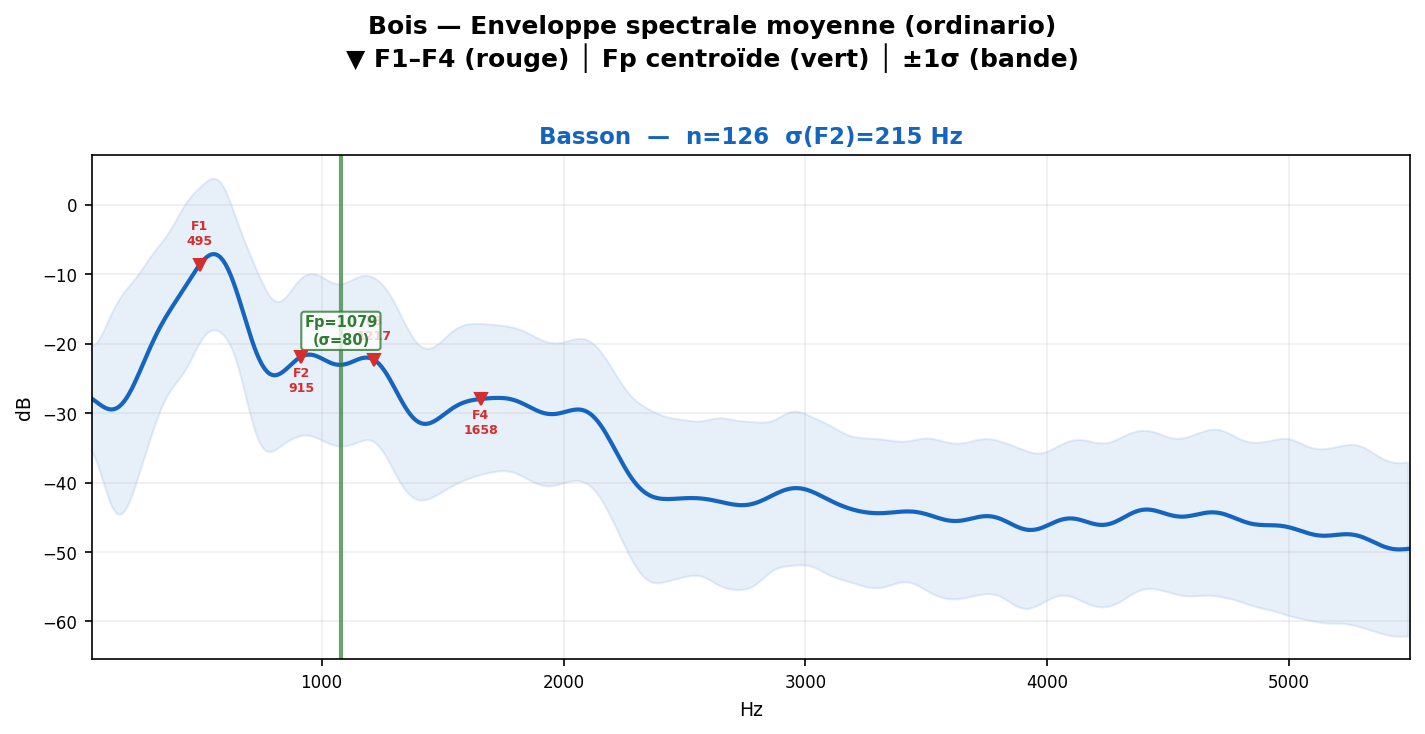 Bois — Enveloppe spectrale moyenne (ordinario)
▼ F1–F4 (rouge) │ Fp centroïde (vert) │ ±1σ (bande)
Basson — n=126 σ(F2)=215 Hz
dB
0
−10
−20
−30
−40
−50
−60
F1
495
Fp=1079
(σ=80)
F2
915
F4
1658
1000
2000
3000
4000
5000
Hz